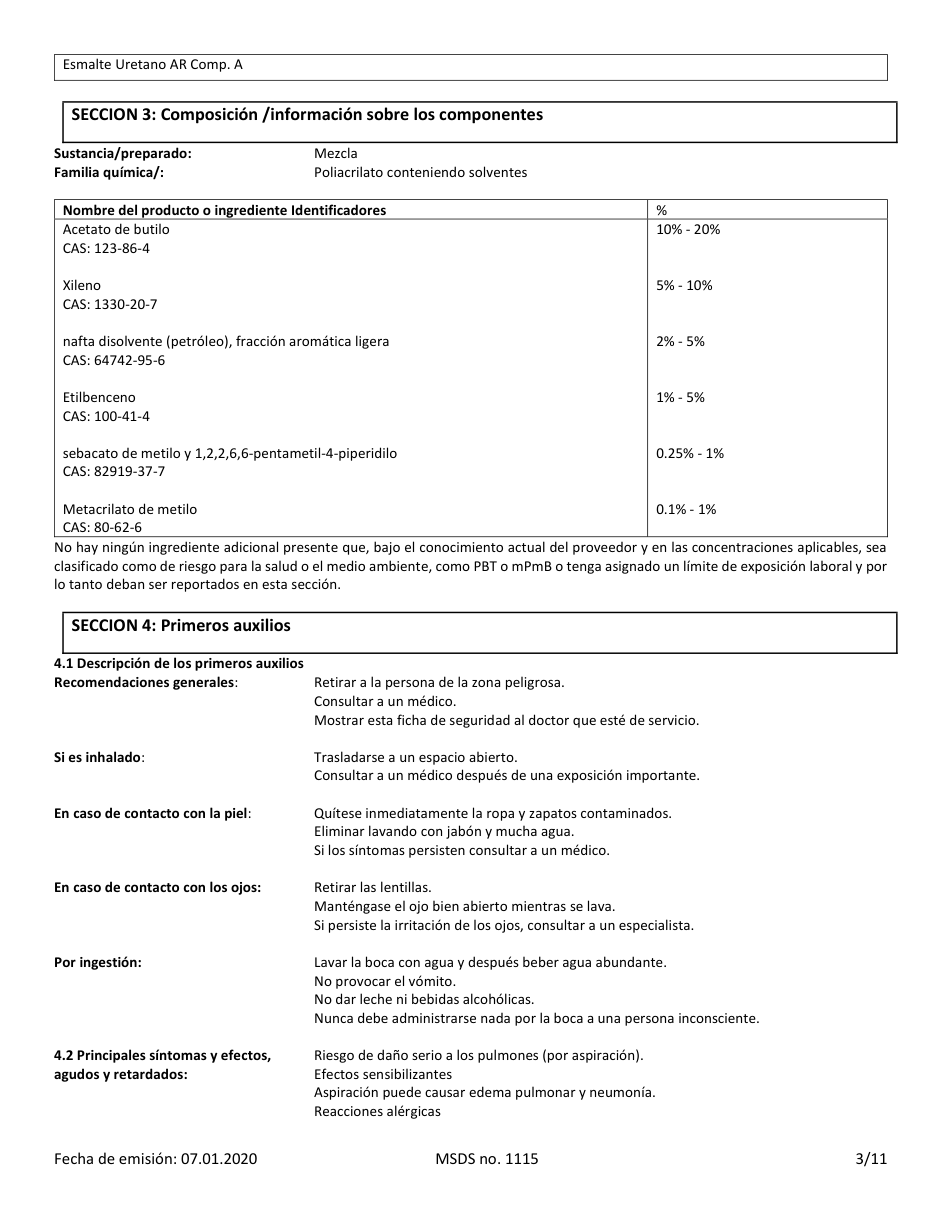 Esmalte Uretano AR Comp. A
SECCION 3: Composición /información sobre los componentes
Sustancia/preparado: Mezcla
Familia química/: Poliacrilato conteniendo solventes
Nombre del producto o ingrediente Identificadores %
Acetato de butilo 10% - 20%
CAS: 123-86-4
Xileno 5% - 10%
CAS: 1330-20-7
nafta disolvente (petróleo), fracción aromática ligera 2% - 5%
CAS: 64742-95-6
Etilbenceno 1% - 5%
CAS: 100-41-4
sebacato de metilo y 1,2,2,6,6-pentametil-4-piperidilo 0.25% - 1%
CAS: 82919-37-7
Metacrilato de metilo 0.1% - 1%
CAS: 80-62-6
No hay ningún ingrediente adicional presente que, bajo el conocimiento actual del proveedor y en las concentraciones aplicables, sea
clasificado como de riesgo para la salud o el medio ambiente, como PBT o mPmB o tenga asignado un límite de exposición laboral y por
lo tanto deban ser reportados en esta sección.
SECCION 4: Primeros auxilios
4.1 Descripción de los primeros auxilios
Recomendaciones generales: Retirar a la persona de la zona peligrosa.
Consultar a un médico.
Mostrar esta ficha de seguridad al doctor que esté de servicio.
Si es inhalado: Trasladarse a un espacio abierto.
Consultar a un médico después de una exposición importante.
En caso de contacto con la piel: Quítese inmediatamente la ropa y zapatos contaminados.
Eliminar lavando con jabón y mucha agua.
Si los síntomas persisten consultar a un médico.
En caso de contacto con los ojos: Retirar las lentillas.
Manténgase el ojo bien abierto mientras se lava.
Si persiste la irritación de los ojos, consultar a un especialista.
Por ingestión: Lavar la boca con agua y después beber agua abundante.
No provocar el vómito.
No dar leche ni bebidas alcohólicas.
Nunca debe administrarse nada por la boca a una persona inconsciente.
4.2 Principales síntomas y efectos, Riesgo de daño serio a los pulmones (por aspiración).
agudos y retardados: Efectos sensibilizantes
Aspiración puede causar edema pulmonar y neumonía.
Reacciones alérgicas
Fecha de emisión: 07.01.2020 MSDS no. 1115 3/11